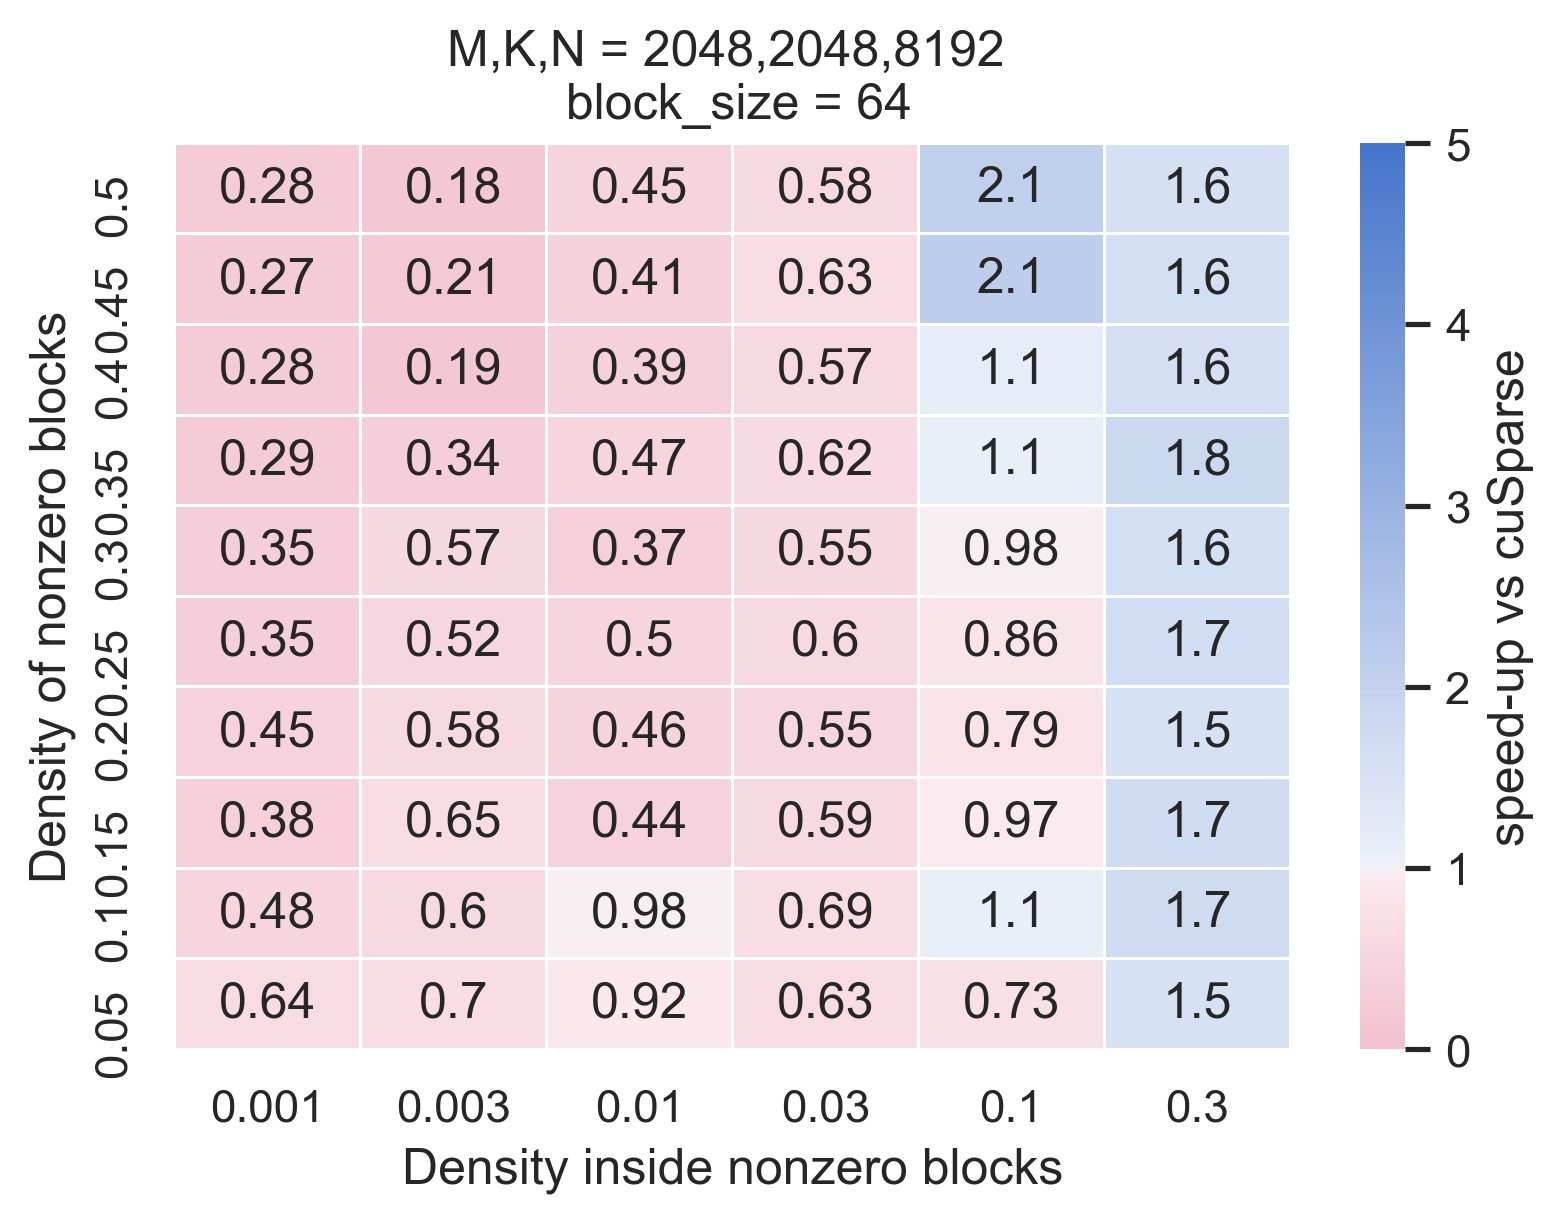 M,K,N = 2048,2048,8192
block_size = 64
Density of nonzero blocks
0.5 0.28 0.18 0.45 0.58 2.1 1.6
0.45 0.27 0.21 0.41 0.63 2.1 1.6
0.4 0.28 0.19 0.39 0.57 1.1 1.6
0.35 0.29 0.34 0.47 0.62 1.1 1.8
0.3 0.35 0.57 0.37 0.55 0.98 1.6
0.25 0.35 0.52 0.5 0.6 0.86 1.7
0.2 0.45 0.58 0.46 0.55 0.79 1.5
0.15 0.38 0.65 0.44 0.59 0.97 1.7
0.1 0.48 0.6 0.98 0.69 1.1 1.7
0.05 0.64 0.7 0.92 0.63 0.73 1.5
0.001 0.003 0.01 0.03 0.1 0.3
Density inside nonzero blocks
5
4
3
2
1
0
speed-up vs cuSparse